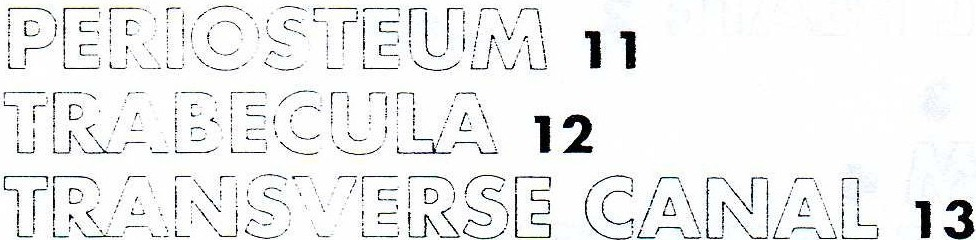 PERIOSTEUM 11
TRABECULA 12
TRANSVERSE CANAL 13